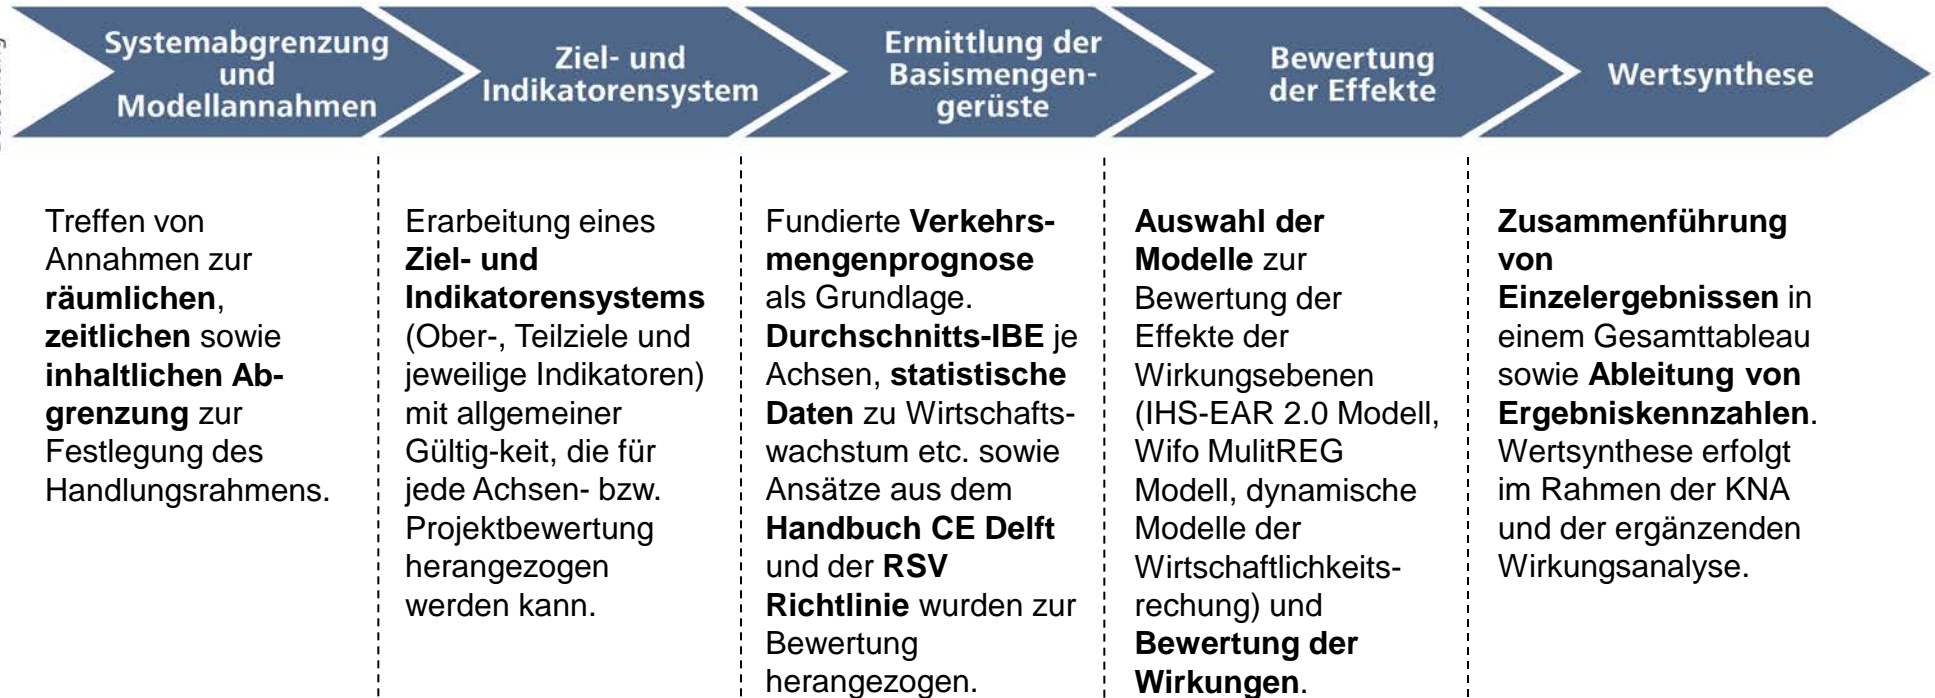 Systemabgrenzung
und
Modellannahmen
Ziel- und
Indikatorensystem
Ermittlung der
Basismengen-
gerüste
Bewertung
der Effekte
Wertsynthese
Treffen von
Annahmen zur
räumlichen,
zeitlichen sowie
inhaltlichen Ab-
grenzung zur
Festlegung des
Handlungsrahmens.
Erarbeitung eines
Ziel- und
Indikatorensystems
(Ober-, Teilziele und
jeweilige Indikatoren)
mit allgemeiner
Gültig-keit, die für
jede Achsen- bzw.
Projektbewertung
herangezogen
werden kann.
Fundierte Verkehrs-
mengenprognose
als Grundlage.
Durchschnitts-IBE je
Achsen, statistische
Daten zu Wirtschafts-
wachstum etc. sowie
Ansätze aus dem
Handbuch CE Delft
und der RSV
Richtlinie wurden zur
Bewertung
herangezogen.
Auswahl der
Modelle zur
Bewertung der
Effekte der
Wirkungsebenen
(IHS-EAR 2.0 Modell,
Wifo MulitREG
Modell, dynamische
Modelle der
Wirtschaftlichkeits-
rechung) und
Bewertung der
Wirkungen.
Zusammenführung
von
Einzelergebnissen in
einem Gesamttableau
sowie Ableitung von
Ergebniskennzahlen.
Wertsynthese erfolgt
im Rahmen der KNA
und der ergänzenden
Wirkungsanalyse.